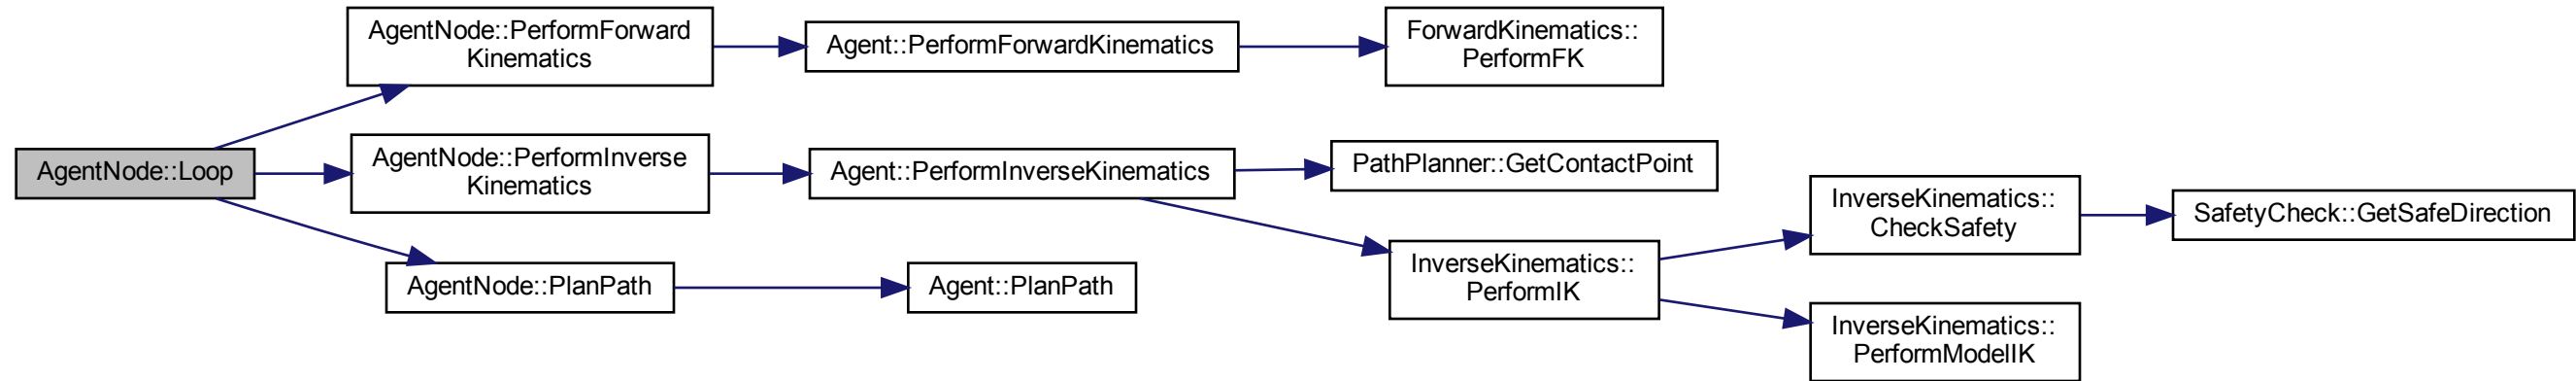 AgentNode::Loop
AgentNode::PerformForward
Kinematics
Agent::PerformForwardKinematics
ForwardKinematics::
PerformFK
AgentNode::PerformInverse
Kinematics
Agent::PerformInverseKinematics
PathPlanner::GetContactPoint
InverseKinematics::
PerformIK
InverseKinematics::
CheckSafety
SafetyCheck::GetSafeDirection
InverseKinematics::
PerformModelIK
AgentNode::PlanPath
Agent::PlanPath